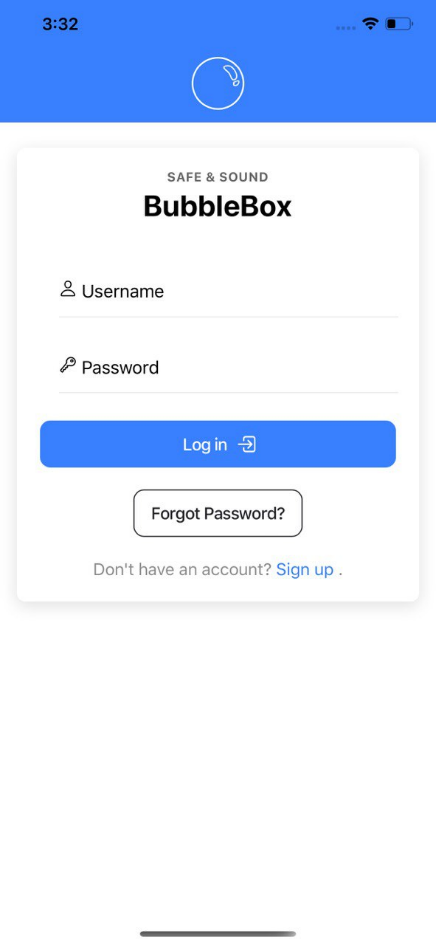 3:32
SAFE & SOUND
BubbleBox
Username
Password
Log in
Forgot Password?
Don't have an account? Sign up .